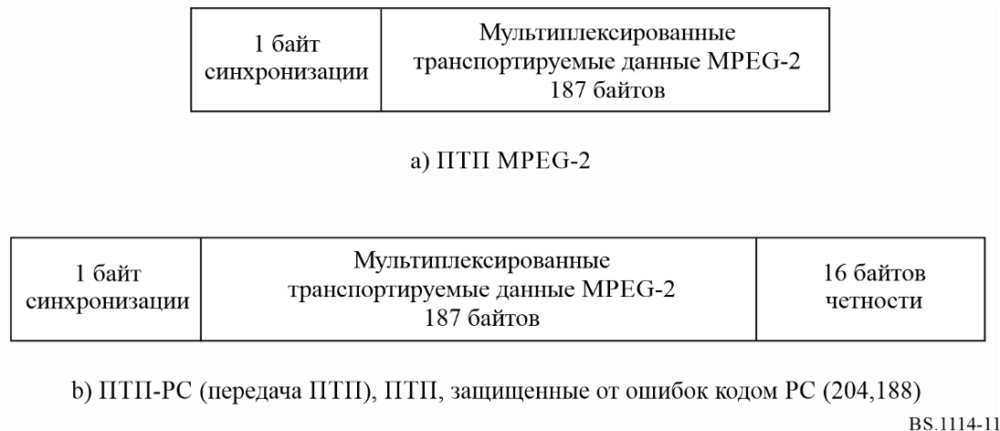 1 байт
синхронизации
Мультиплексированные
транспортируемые данные MPEG-2
187 байтов
a) ПТП MPEG-2
1 байт
синхронизации
Мультиплексированные
транспортируемые данные MPEG-2
187 байтов
16 байтов
четности
b) ПТП-РС (передача ПТП), ПТП, защищенные от ошибок кодом РС (204,188)
BS.1114-11